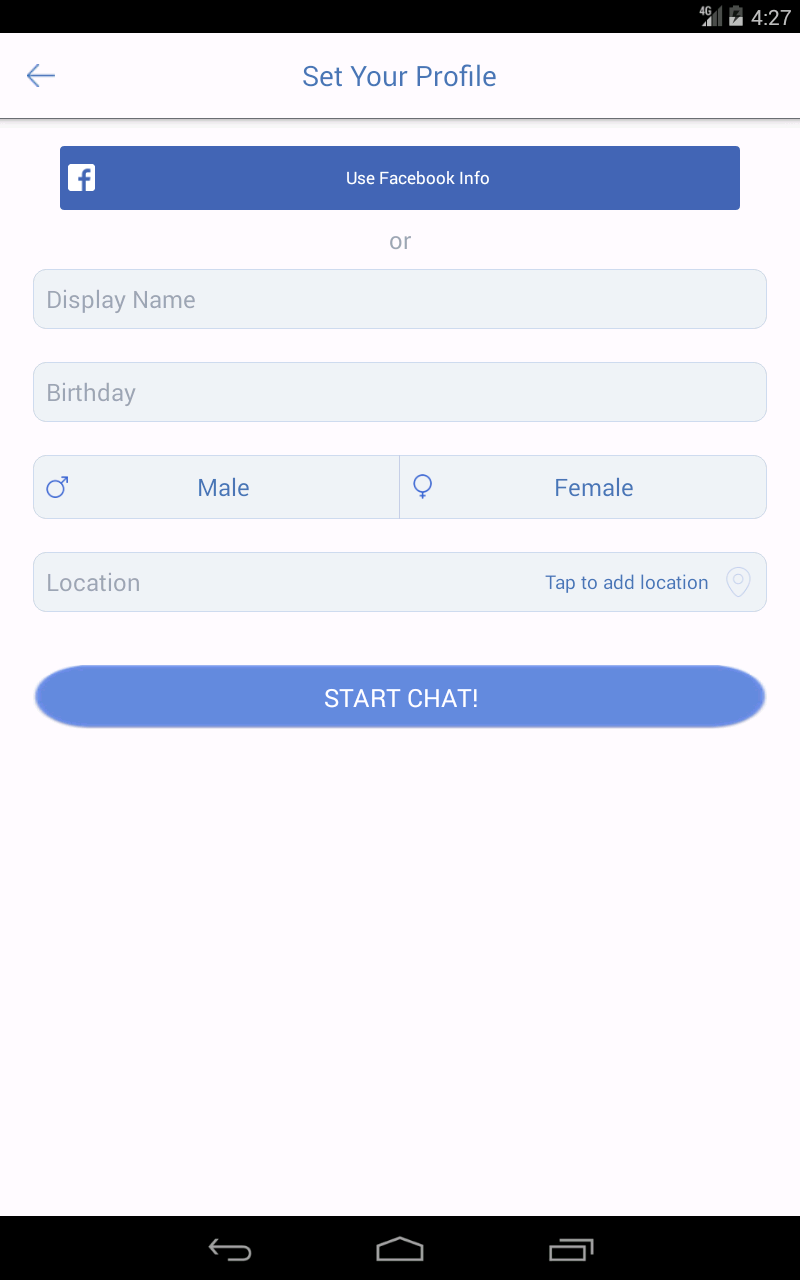 4G 4:27
Set Your Profile
Use Facebook Info
or
Display Name
Birthday
Male Female
Location Tap to add location
START CHAT!